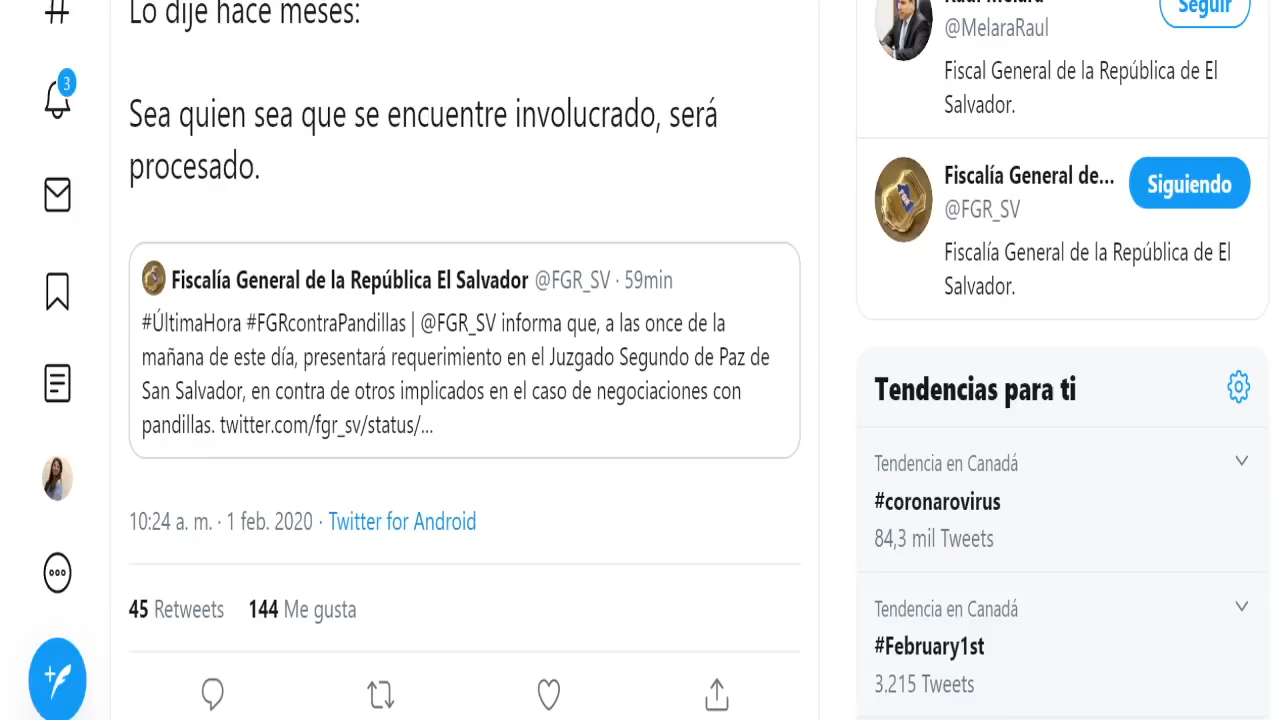 Lo dije hace meses:
Sea quien sea que se encuentre involucrado, será
procesado.
Fiscalía General de la República El Salvador @FGR_SV · 59min
#ÚltimaHora #FGRcontraPandillas | @FGR_SV informa que, a las once de la
mañana de este día, presentará requerimiento en el Juzgado Segundo de Paz de
San Salvador, en contra de otros implicados en el caso de negociaciones con
pandillas. twitter.com/fgr_sv/status/...
10:24 a. m. · 1 feb. 2020 · Twitter for Android
45 Retweets 144 Me gusta
3
Seguir
@MelaraRaul
Fiscal General de la República de El
Salvador.
Fiscalía General de...
Siguiendo
@FGR_SV
Fiscalía General de la República de El
Salvador.
Tendencias para ti
Tendencia en Canadá
#coronarovirus
84,3 mil Tweets
Tendencia en Canadá
#February1st
3.215 Tweets